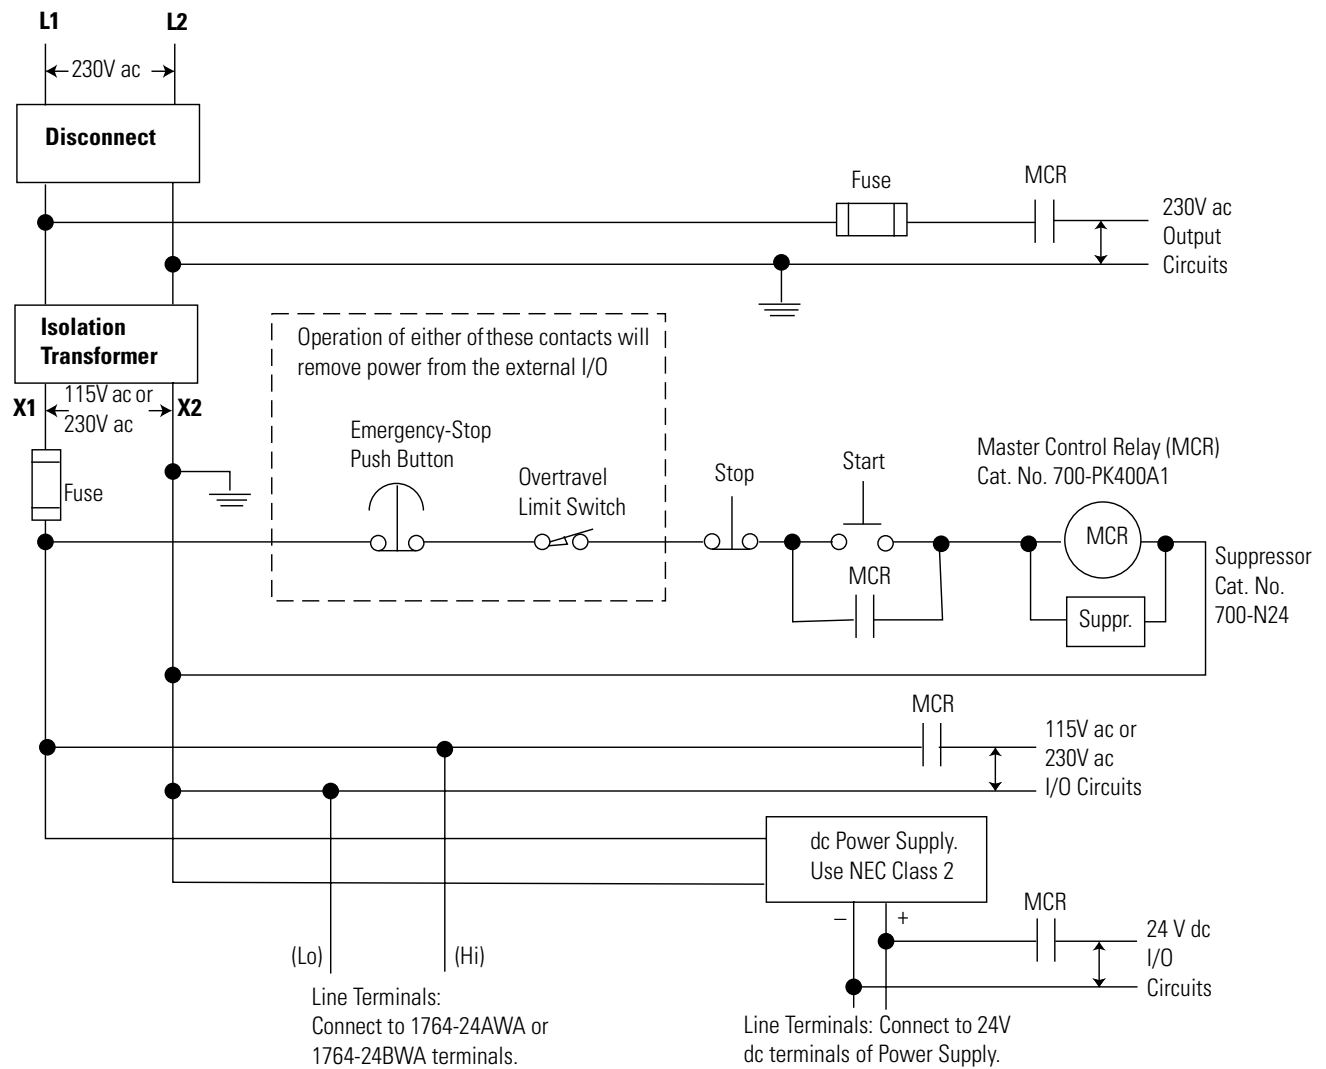 L1
L2
230V ac
Disconnect
Fuse
MCR
230V ac
Output
Circuits
Isolation
Transformer
Operation of either of these contacts will
remove power from the external I/O
X1
115V ac or
230V ac
X2
Emergency-Stop
Push Button
Overtravel
Limit Switch
Stop
Start
Master Control Relay (MCR)
Cat. No. 700-PK400A1
Fuse
MCR
MCR
Suppr.
Suppressor
Cat. No.
700-N24
MCR
115V ac or
230V ac
I/O Circuits
dc Power Supply.
Use NEC Class 2
– +
MCR
24 V dc
I/O
Circuits
(Lo)
(Hi)
Line Terminals:
Connect to 1764-24AWA or
1764-24BWA terminals.
Line Terminals: Connect to 24V
dc terminals of Power Supply.